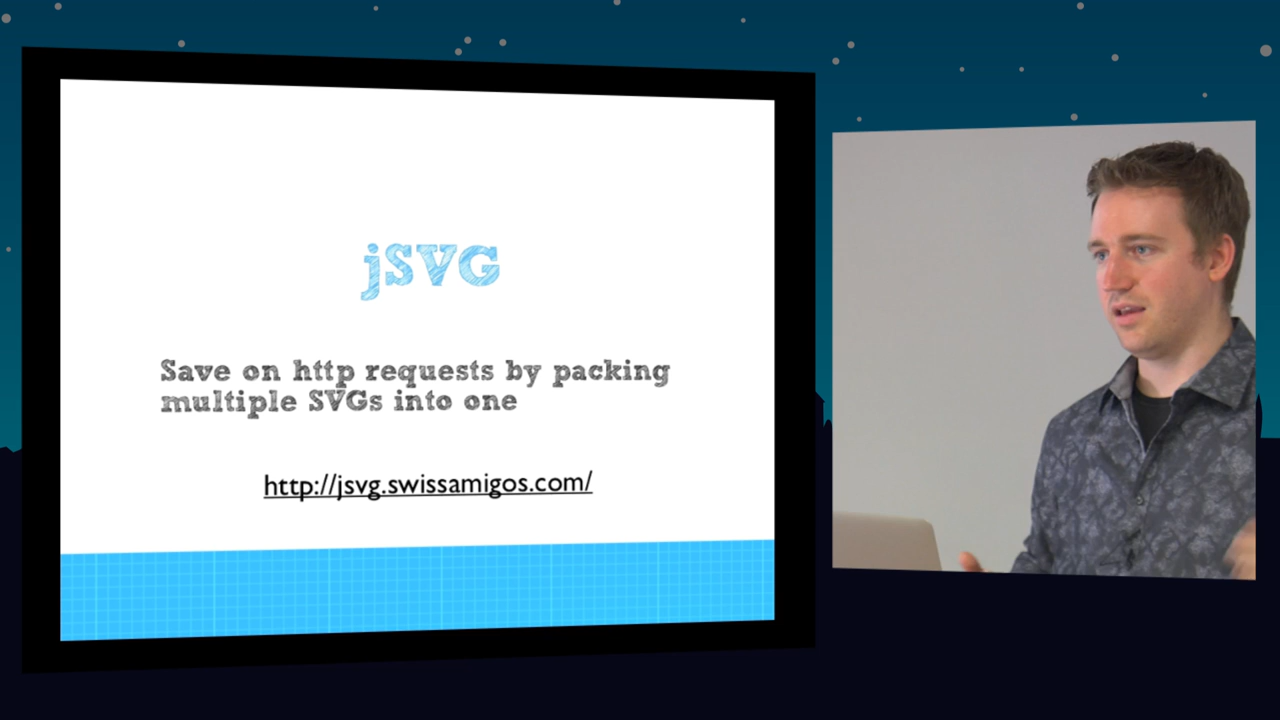 jSVG
Save on http requests by packing
multiple SVGs into one
http://jsvg.swissamigos.com/